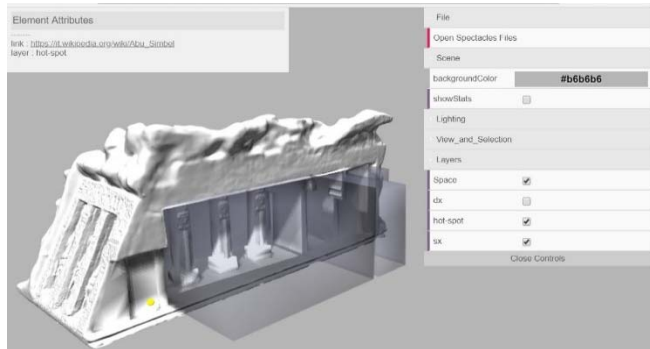 Element Attributes
link : https://it.wikipedia.org/wiki/Abu_Simbel
layer : hot-spot
File
Open Spectacles Files
Scene
backgroundColor #b6b6b6
showStats
Lighting
View_and_Selection
Layers
Space
dx
hot-spot
sx
Close Controls